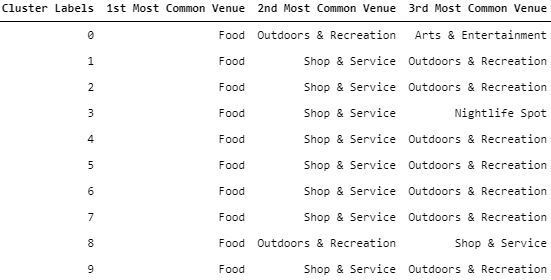 Cluster Labels 1st Most Common Venue 2nd Most Common Venue 3rd Most Common Venue
0 Food Outdoors & Recreation Arts & Entertainment
1 Food Shop & Service Outdoors & Recreation
2 Food Shop & Service Outdoors & Recreation
3 Food Shop & Service Nightlife Spot
4 Food Shop & Service Outdoors & Recreation
5 Food Shop & Service Outdoors & Recreation
6 Food Shop & Service Outdoors & Recreation
7 Food Shop & Service Outdoors & Recreation
8 Food Outdoors & Recreation Shop & Service
9 Food Shop & Service Outdoors & Recreation